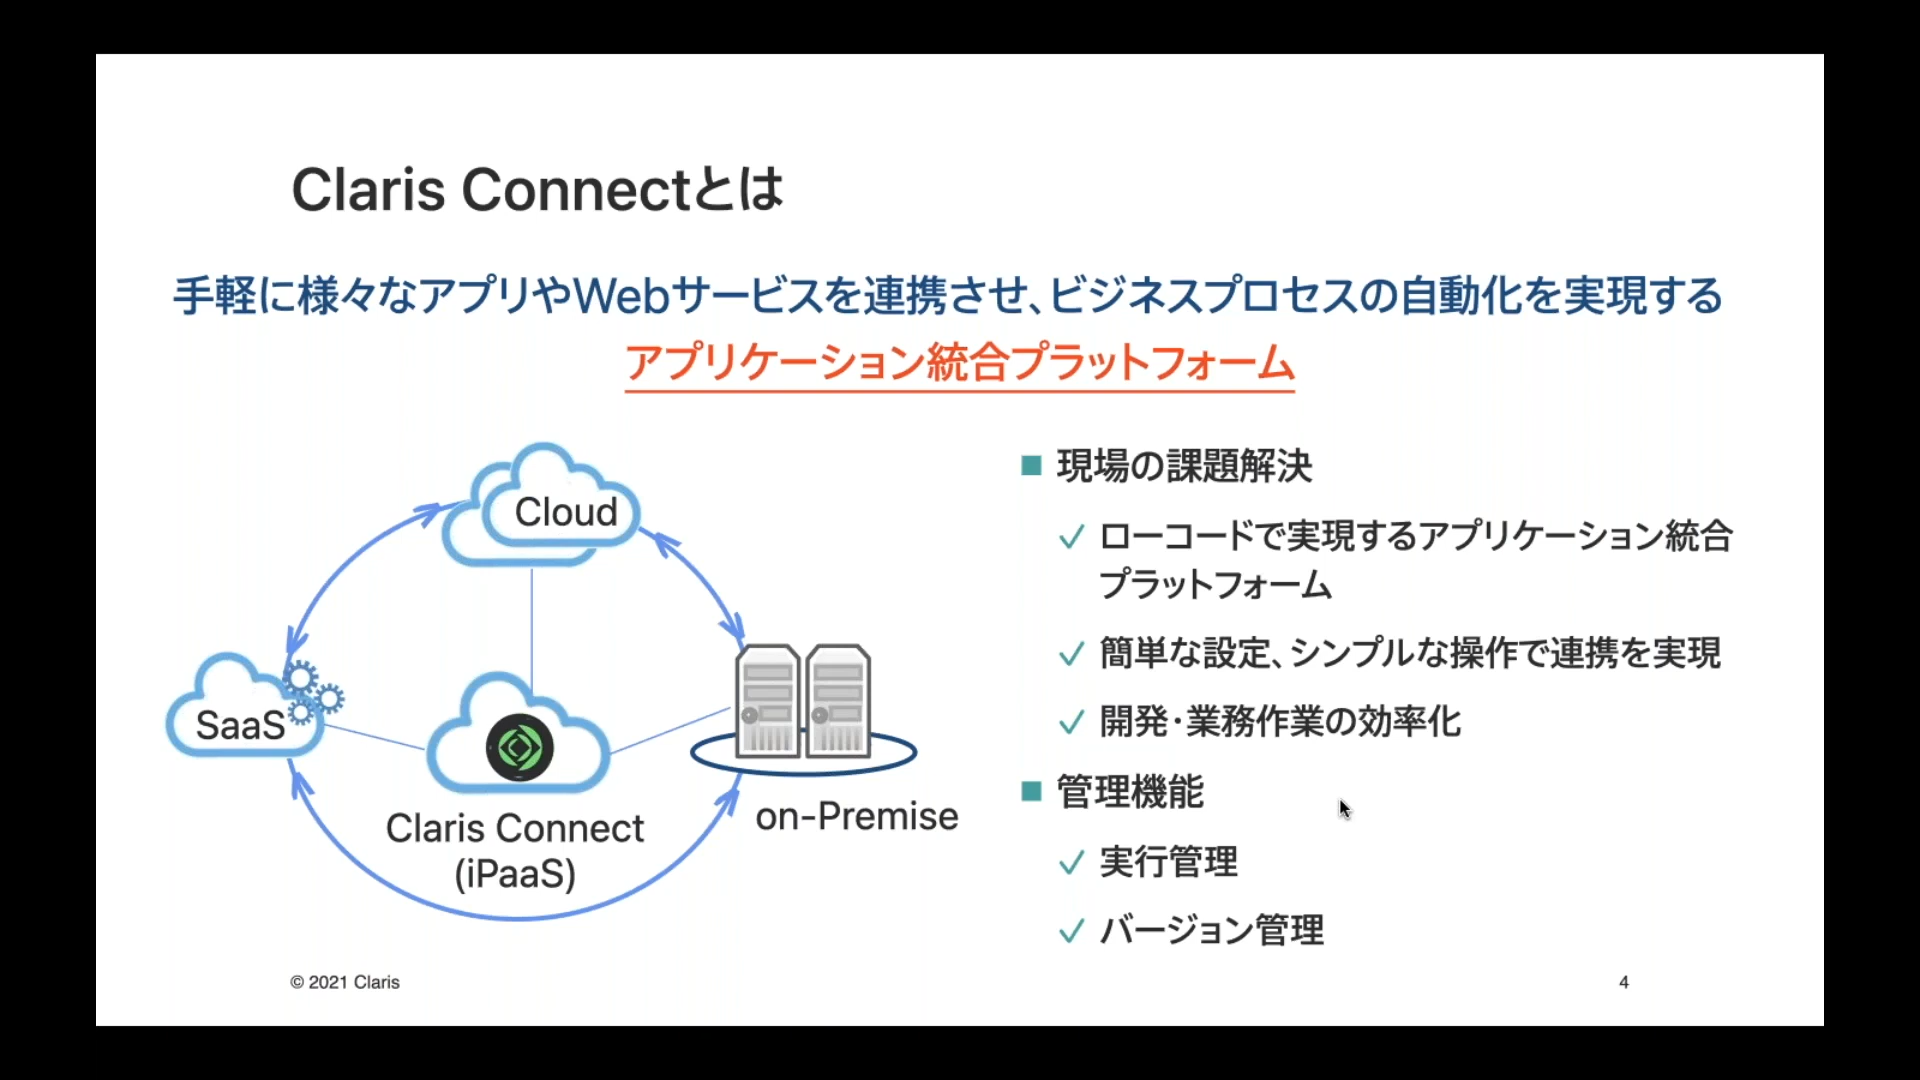 Claris Connectとは
手軽に様々なアプリやWebサービスを連携させ、ビジネスプロセスの自動化を実現する
アプリケーション統合プラットフォーム
Cloud
SaaS
Claris Connect
(iPaaS)
on-Premise
現場の課題解決
ローコードで実現するアプリケーション統合
プラットフォーム
簡単な設定、シンプルな操作で連携を実現
開発・業務作業の効率化
管理機能
実行管理
バージョン管理
© 2021 Claris
4